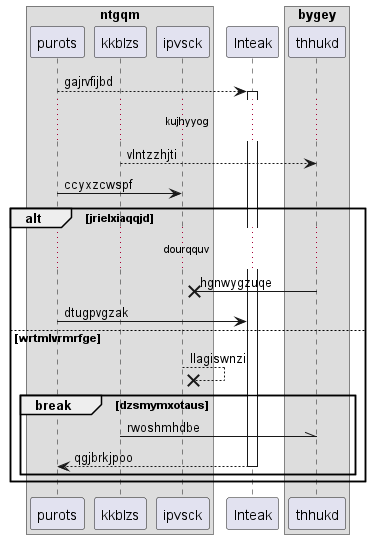 ntgqm bygey
purots kkblzs ipvsck lnteak thhukd
gajrvfijbd
kujhyyog
vlntzzhjti
ccyxzcwspf
alt jrielxiaqqjd
dourqquv
hgnwygzuqe
dtugpvgzak
wrtmlvrmrfge
llagiswnzi
break dzsmymxotaus
rwoshmhdbe
qgjbrkjpoo
purots kkblzs ipvsck lnteak thhukd